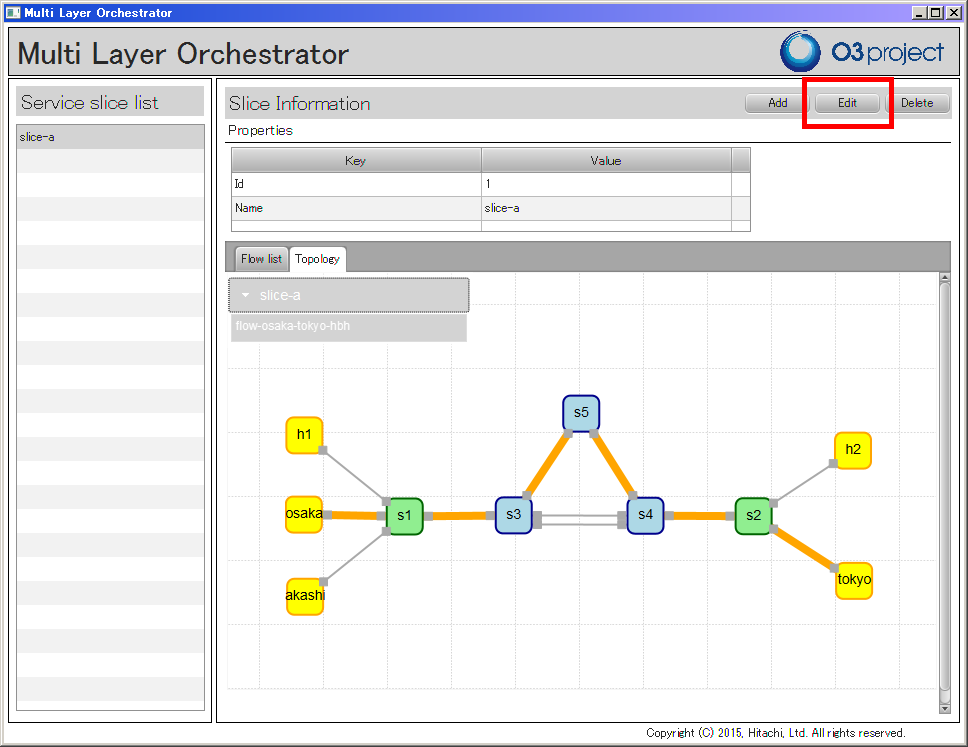 Multi Layer Orchestrator
Multi Layer Orchestrator
O3project
Service slice list
slice-a
Slice Information
Add
Edit
Delete
Properties
Key Value
Id 1
Name slice-a
Flow list
Topology
slice-a
flow-osaka-tokyo-hbh
s5
h1
h2
osaka
s1
s3
s4
s2
akashi
tokyo
Copyright (C) 2015, Hitachi, Ltd. All rights reserved.